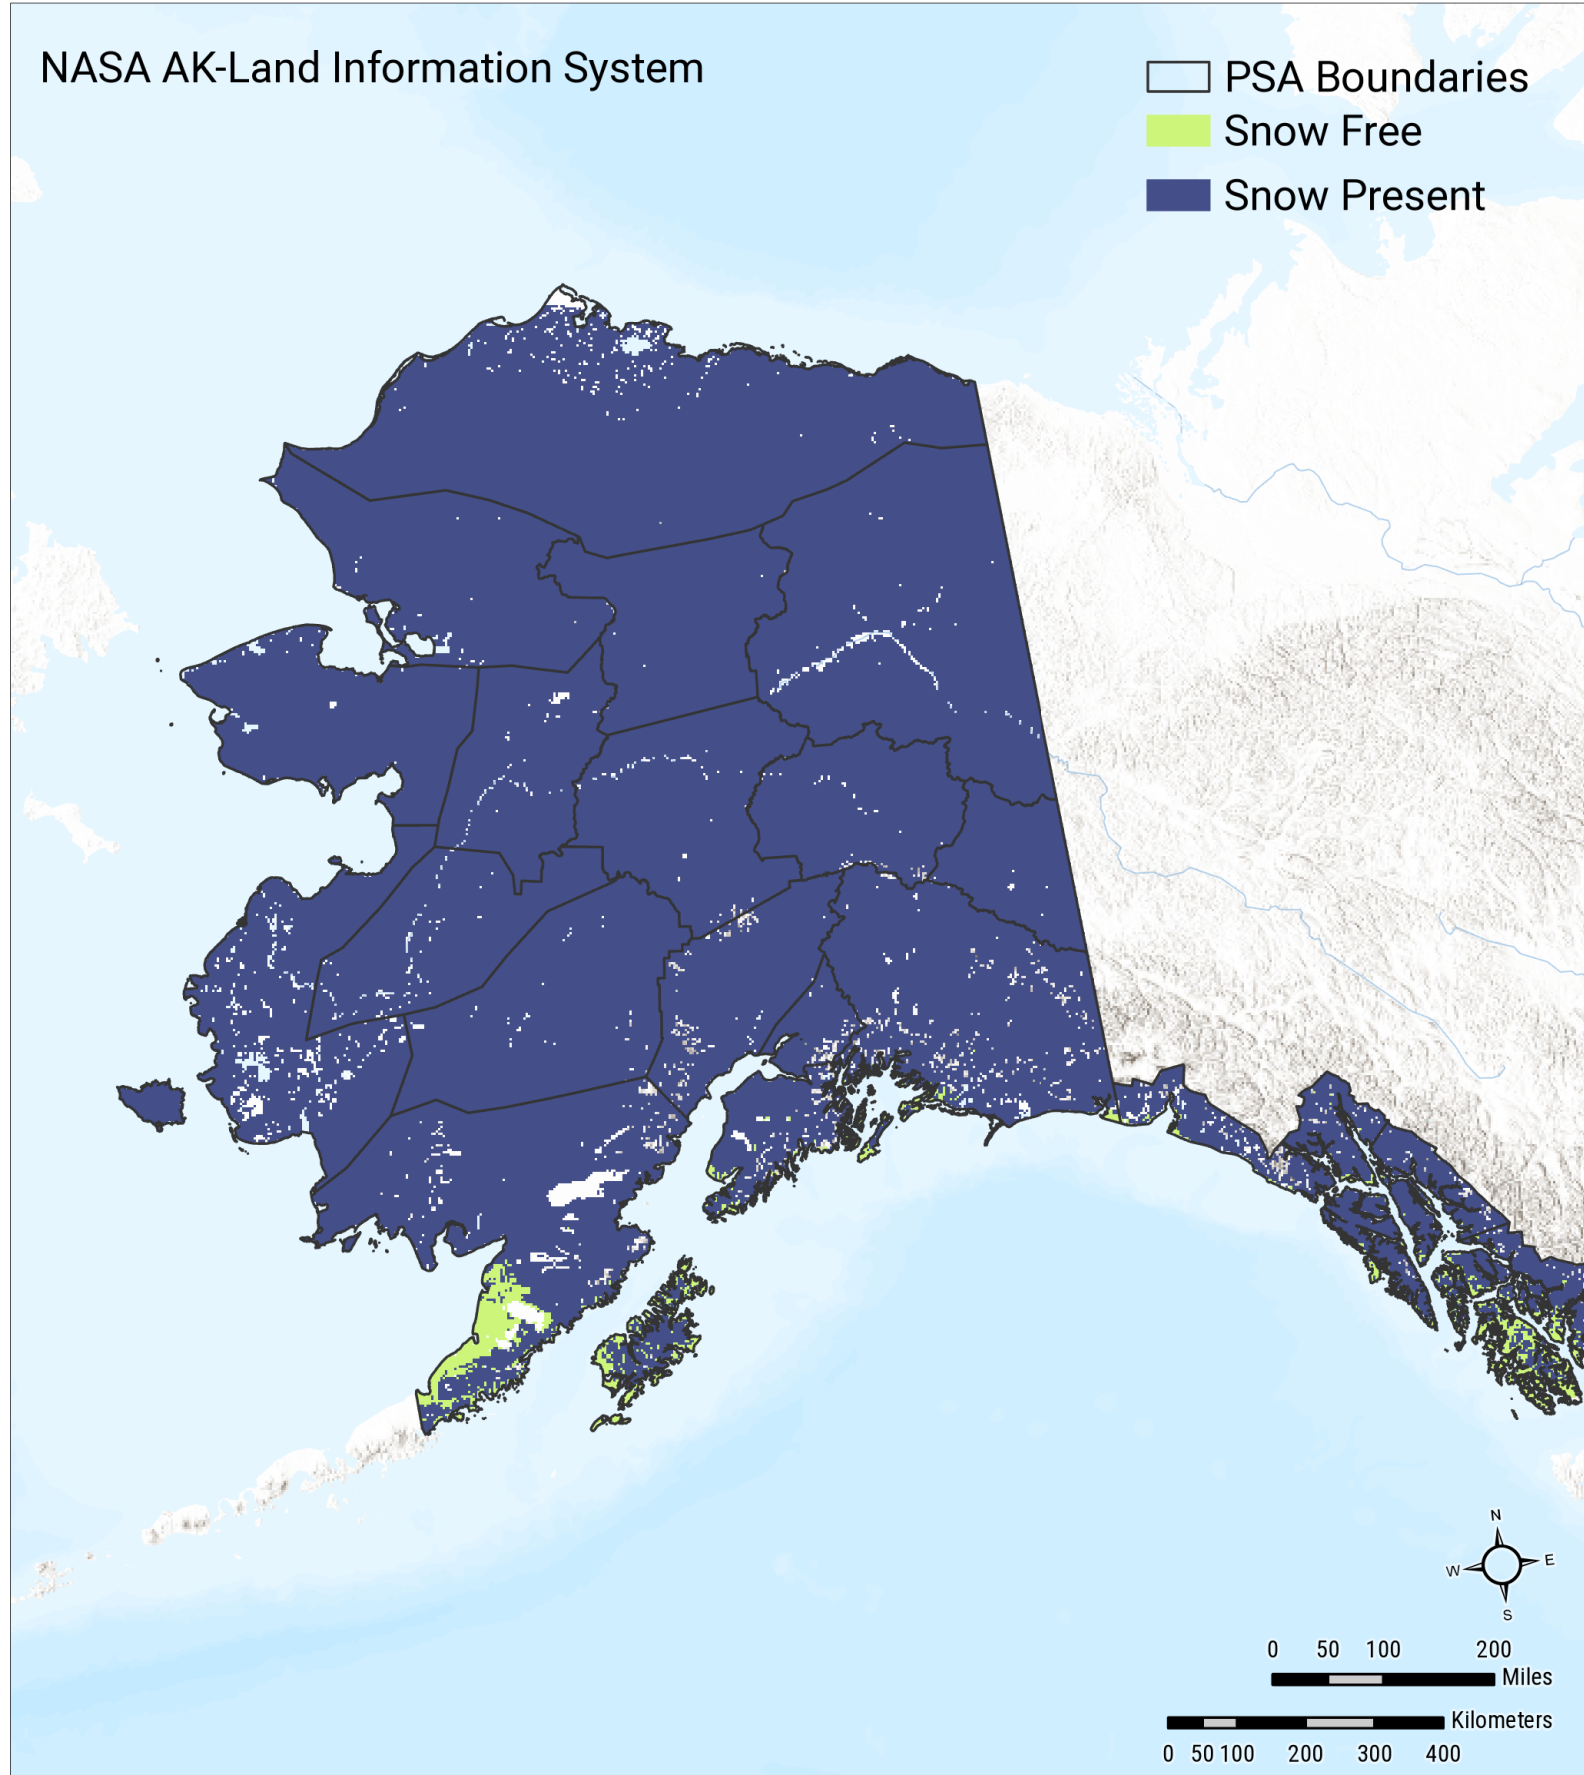 NASA AK-Land Information System
PSA Boundaries
Snow Free
Snow Present
N
W E
S
0 50 100 200
Miles
Kilometers
0 50 100 200 300 400